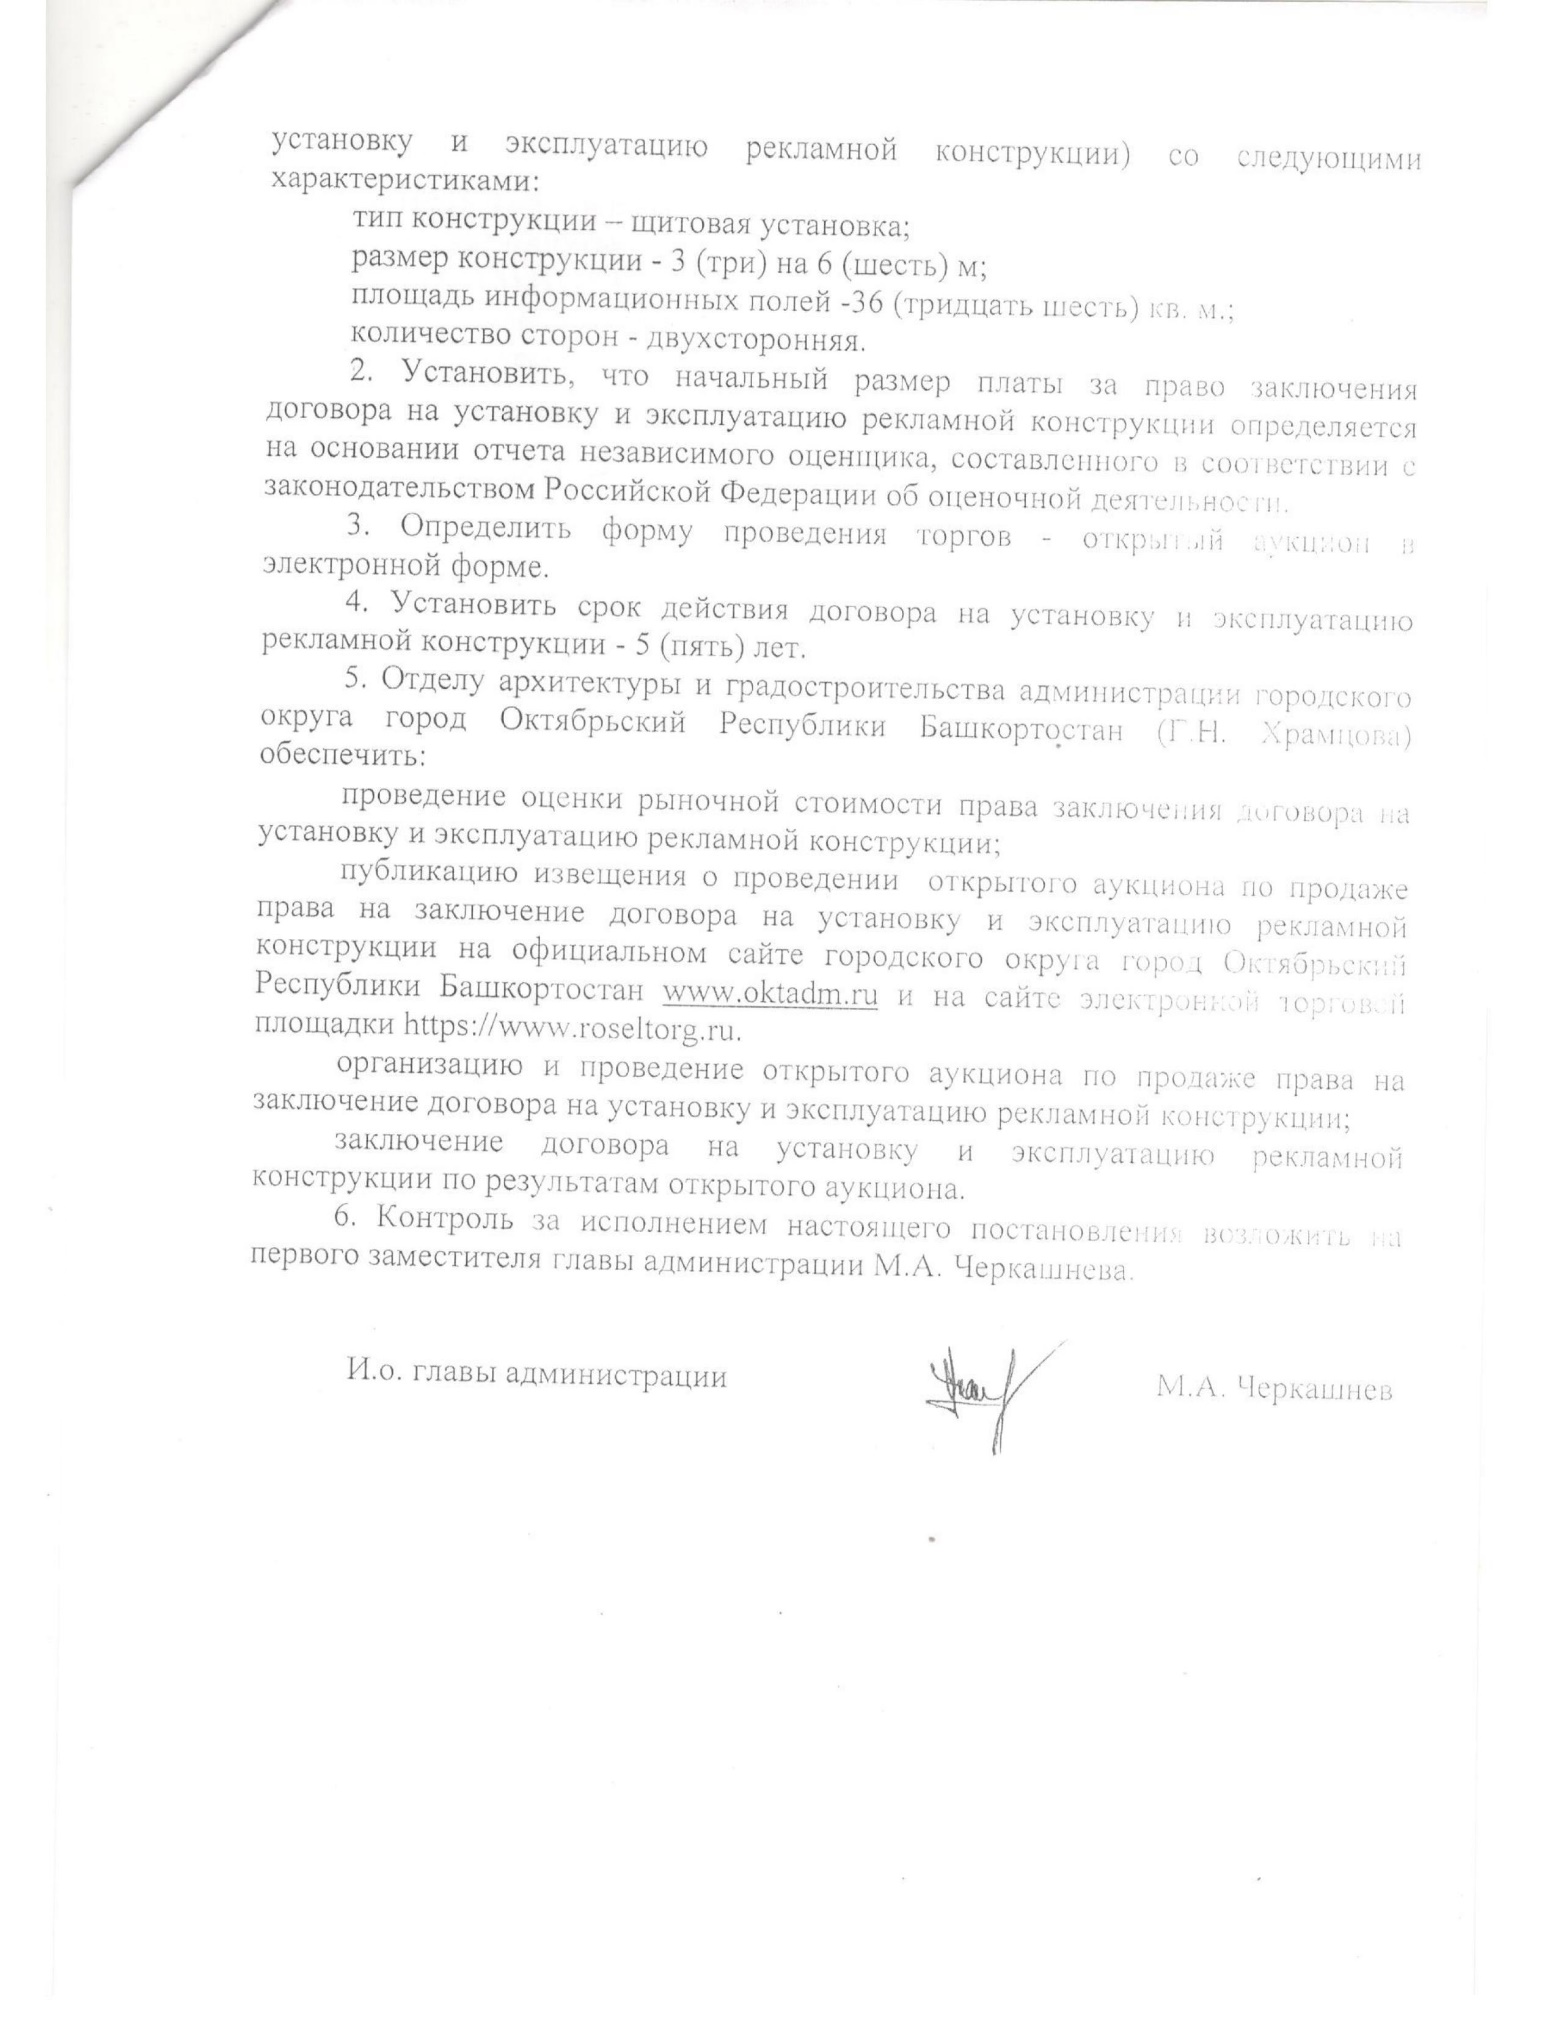 установку и эксплуатацию рекламной конструкции) со следующими
характеристиками:
тип конструкции – щитовая установка;
размер конструкции - 3 (три) на 6 (шесть) м;
площадь информационных полей -36 (тридцать шесть) кв. м.;
количество сторон - двухсторонняя.
2. Установить, что начальный размер платы за право заключения
договора на установку и эксплуатацию рекламной конструкции определяется
на основании отчета независимого оценщика, составленного в соответствии с
законодательством Российской Федерации об оценочной деятельности.
3. Определить форму проведения торгов - открытый аукцион в
электронной форме.
4. Установить срок действия договора на установку и эксплуатацию
рекламной конструкции - 5 (пять) лет.
5. Отделу архитектуры и градостроительства администрации городского
округа город Октябрьский Республики Башкортостан (Г.Н. Храмцова)
обеспечить:
проведение оценки рыночной стоимости права заключения договора на
установку и эксплуатацию рекламной конструкции;
публикацию извещения о проведении открытого аукциона по продаже
права на заключение договора на установку и эксплуатацию рекламной
конструкции на официальном сайте городского округа город Октябрьский
Республики Башкортостан www.oktadm.ru и на сайте электронной торговой
площадки https://www.roseltorg.ru.
организацию и проведение открытого аукциона по продаже права на
заключение договора на установку и эксплуатацию рекламной конструкции;
заключение договора на установку и эксплуатацию рекламной
конструкции по результатам открытого аукциона.
6. Контроль за исполнением настоящего постановления возложить на
первого заместителя главы администрации М.А. Черкашнева.
И.о. главы администрации М.А. Черкашнев